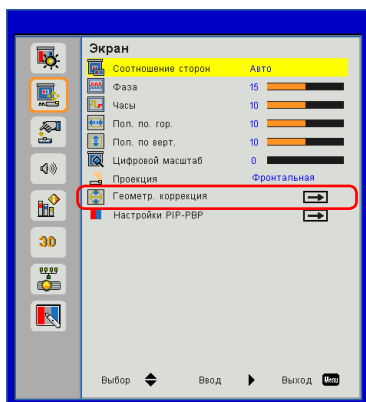 Экран
Соотношение сторон Авто
Фаза 15
Часы 10
Пол. по. гор. 10
Пол. по верт. 10
Цифровой масштаб 0
Проекция Фронтальная
Геометр. коррекция
Настройки PIP-PBP
3D
Выбор Ввод Выход Menu